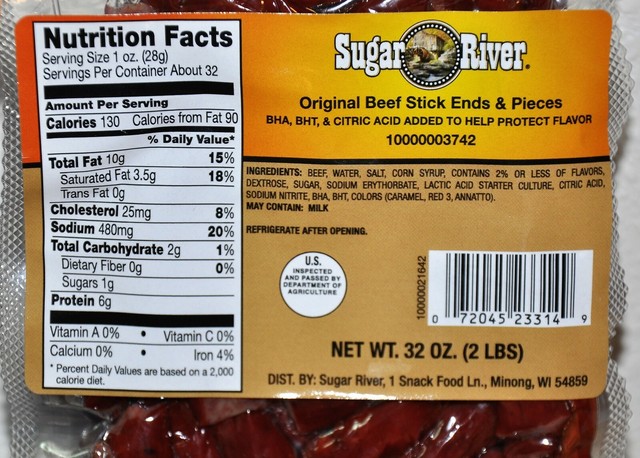 Nutrition Facts
Serving Size 1 oz. (28g)
Servings Per Container About 32
Amount Per Serving
Calories 130 Calories from Fat 90
% Daily Value*
Total Fat 10g 15%
Saturated Fat 3.5g 18%
Trans Fat 0g
Cholesterol 25mg 8%
Sodium 480mg 20%
Total Carbohydrate 2g 1%
Dietary Fiber 0g 0%
Sugars 1g
Protein 6g
Vitamin A 0% • Vitamin C 0%
Calcium 0% • Iron 4%
* Percent Daily Values are based on a 2,000
calorie diet.
Sugar River.
Original Beef Stick Ends & Pieces
BHA, BHT, & CITRIC ACID ADDED TO HELP PROTECT FLAVOR
10000003742
INGREDIENTS: BEEF, WATER, SALT, CORN SYRUP, CONTAINS 2% OR LESS OF FLAVORS,
DEXTROSE, SUGAR, SODIUM ERYTHORBATE, LACTIC ACID STARTER CULTURE, CITRIC ACID,
SODIUM NITRITE, BHA, BHT, COLORS (CARAMEL, RED 3, ANNATTO).
MAY CONTAIN: MILK
REFRIGERATE AFTER OPENING.
U.S.
INSPECTED
AND PASSED BY
DEPARTMENT OF
AGRICULTURE
10000021642
0 72045 23314 9
NET WT. 32 OZ. (2 LBS)
DIST. BY: Sugar River, 1 Snack Food Ln., Minong, WI 54859